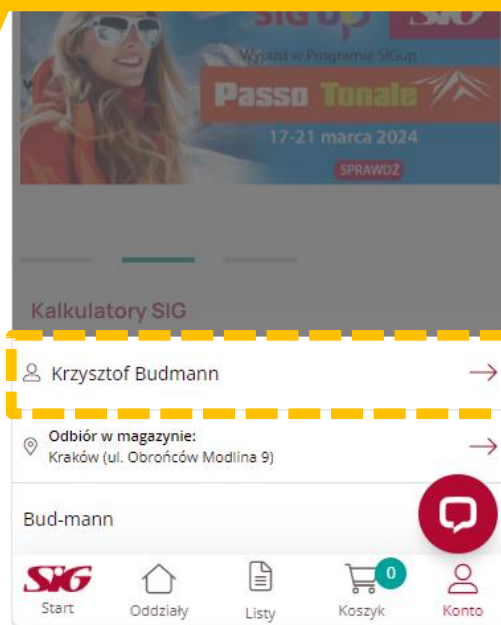 SIG up SIG
Wyjazd w Programie SIGup
Passo Tonale
17-21 marca 2024
SPRAWDŹ
Kalkulatory SIG
Krzysztof Budmann
Odbiór w magazynie:
Kraków (ul. Obrońców Modlina 9)
Bud-mann
SIG 0
Start Oddziały Listy Koszyk Konto